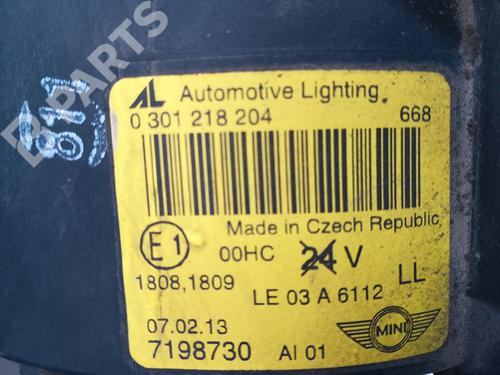 B-PARTS
811
AL Automotive Lighting
0 301 218 204 668
Made in Czech Republic
E1 00HC 24 V
1808,1809 LL
LE 03 A 6112
07.02.13 MINI
7198730 AI 01